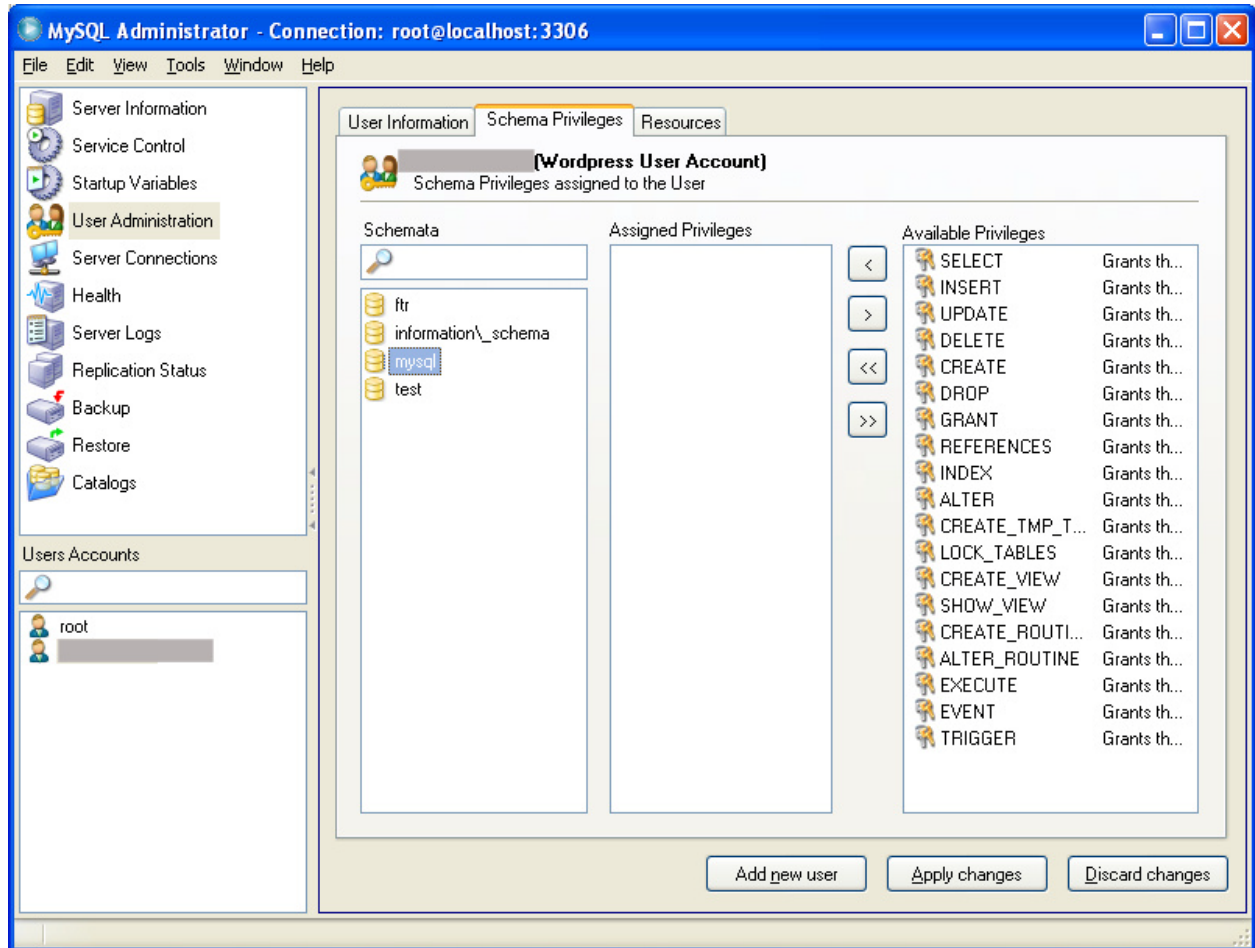 MySQL Administrator - Connection: root@localhost:3306
File Edit View Tools Window Help
Server Information
Service Control
Startup Variables
User Administration
Server Connections
Health
Server Logs
Replication Status
Backup
Restore
Catalogs
Users Accounts
root
User Information Schema Privileges Resources
(Wordpress User Account)
Schema Privileges assigned to the User
Schemata
ftr
information\_schema
mysql
test
Assigned Privileges
<
>
<<
>>
Available Privileges
SELECT Grants th...
INSERT Grants th...
UPDATE Grants th...
DELETE Grants th...
CREATE Grants th...
DROP Grants th...
GRANT Grants th...
REFERENCES Grants th...
INDEX Grants th...
ALTER Grants th...
CREATE_TMP_T... Grants th...
LOCK_TABLES Grants th...
CREATE_VIEW Grants th...
SHOW_VIEW Grants th...
CREATE_ROUTI... Grants th...
ALTER_ROUTINE Grants th...
EXECUTE Grants th...
EVENT Grants th...
TRIGGER Grants th...
Add new user Apply changes Discard changes